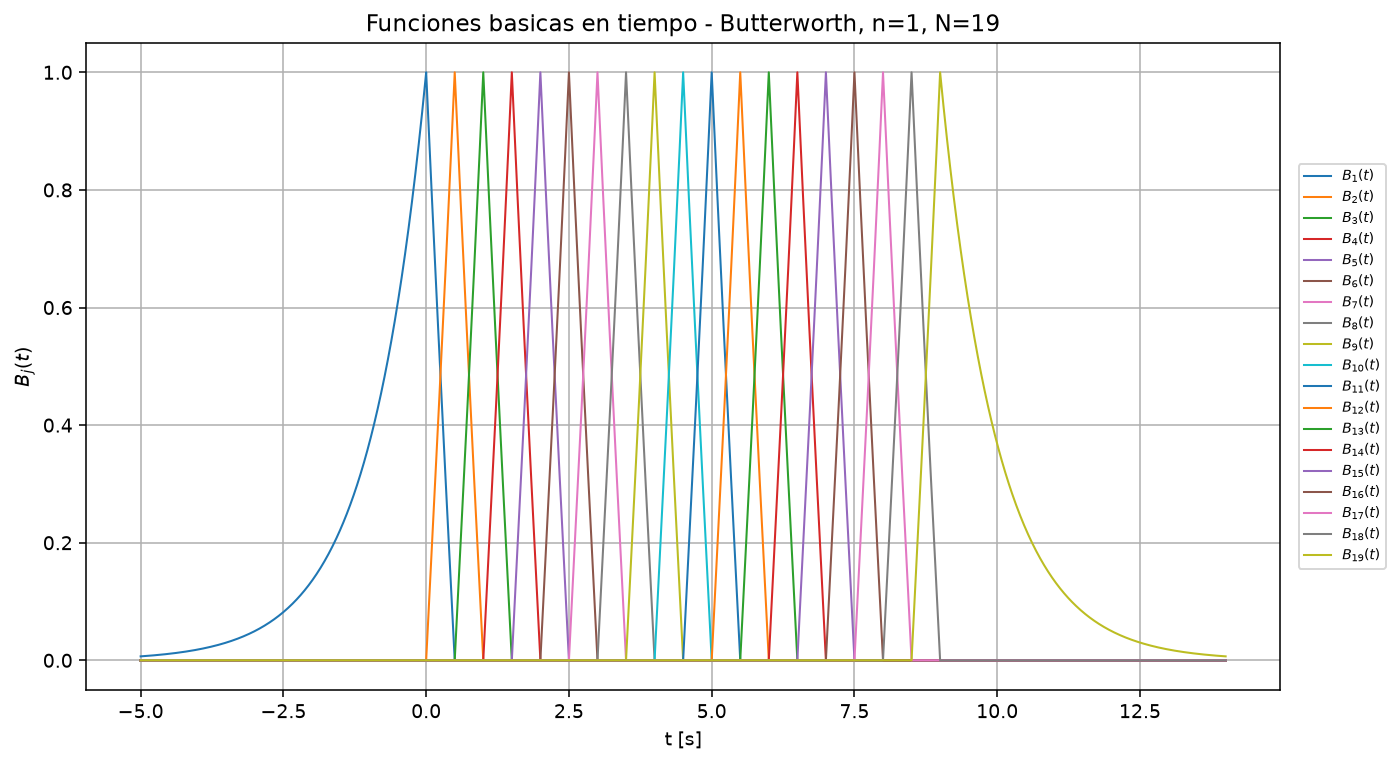 Funciones basicas en tiempo - Butterworth, n=1, N=19
1.0
0.8
0.6
0.4
0.2
0.0
B_j(t)
−5.0 −2.5 0.0 2.5 5.0 7.5 10.0 12.5
t [s]
B_1(t)
B_2(t)
B_3(t)
B_4(t)
B_5(t)
B_6(t)
B_7(t)
B_8(t)
B_9(t)
B_10(t)
B_11(t)
B_12(t)
B_13(t)
B_14(t)
B_15(t)
B_16(t)
B_17(t)
B_18(t)
B_19(t)